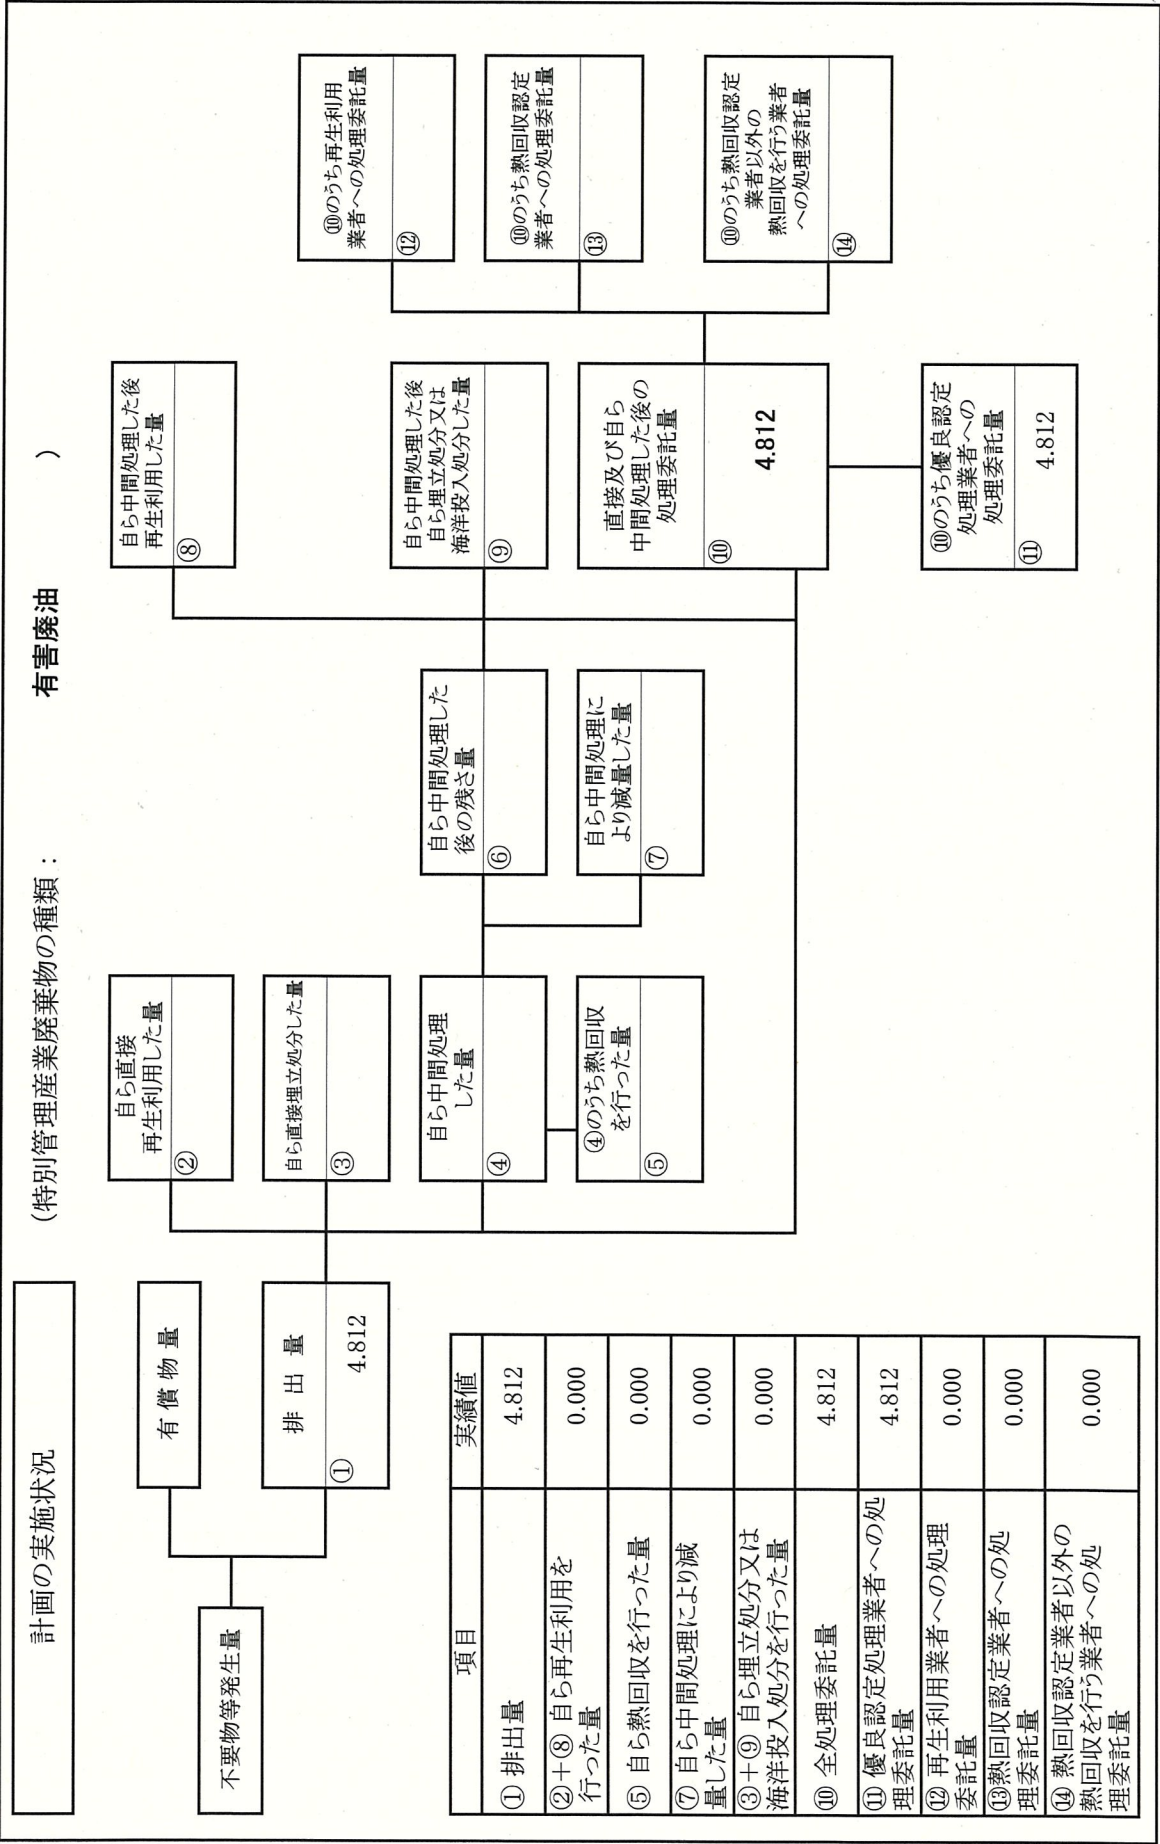 計画の実施状況
（特別管理産業廃棄物の種類： 有害廃油 ）
不要物等発生量
有 償 物 量
排 出 量
①
4.812
自ら直接
再生利用した量
②
自ら直接埋立処分した量
③
自ら中間処理
した量
④
④のうち熱回収
を行った量
⑤
自ら中間処理した
後の残さ量
⑥
自ら中間処理に
より減量した量
⑦
自ら中間処理した後
再生利用した量
⑧
自ら中間処理した後
自ら埋立処分又は
海洋投入処分した量
⑨
直接及び自ら
中間処理した後の
処理委託量
⑩
4.812
⑩のうち優良認定
処理業者への
処理委託量
⑪
4.812
⑩のうち再生利用
業者への処理委託量
⑫
⑩のうち熱回収認定
業者への処理委託量
⑬
⑩のうち熱回収認定
業者以外の
熱回収を行う業者
への処理委託量
⑭
項目 実績値
① 排出量 4.812
②＋⑧ 自ら再生利用を
行った量 0.000
⑤ 自ら熱回収を行った量 0.000
⑦ 自ら中間処理により減
量した量 0.000
③＋⑨ 自ら埋立処分又は
海洋投入処分を行った量 0.000
⑩ 全処理委託量 4.812
⑪ 優良認定処理業者への処
理委託量 4.812
⑫ 再生利用業者への処理
委託量 0.000
⑬熱回収認定業者への処
理委託量 0.000
⑭ 熱回収認定業者以外の
熱回収を行う業者への処
理委託量 0.000